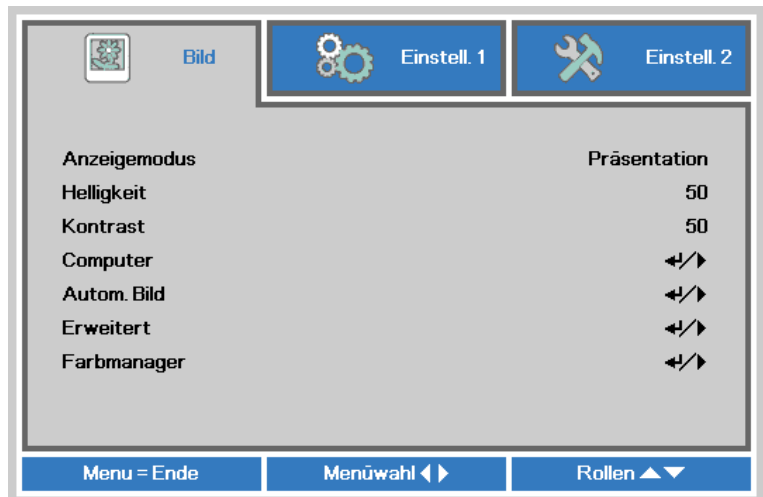 Bild
Einstell. 1
Einstell. 2
Anzeigemodus Präsentation
Helligkeit 50
Kontrast 50
Computer ↵/▶
Autom. Bild ↵/▶
Erweitert ↵/▶
Farbmanager ↵/▶
Menu = Ende
Menüwahl ◀ ▶
Rollen ▲▼